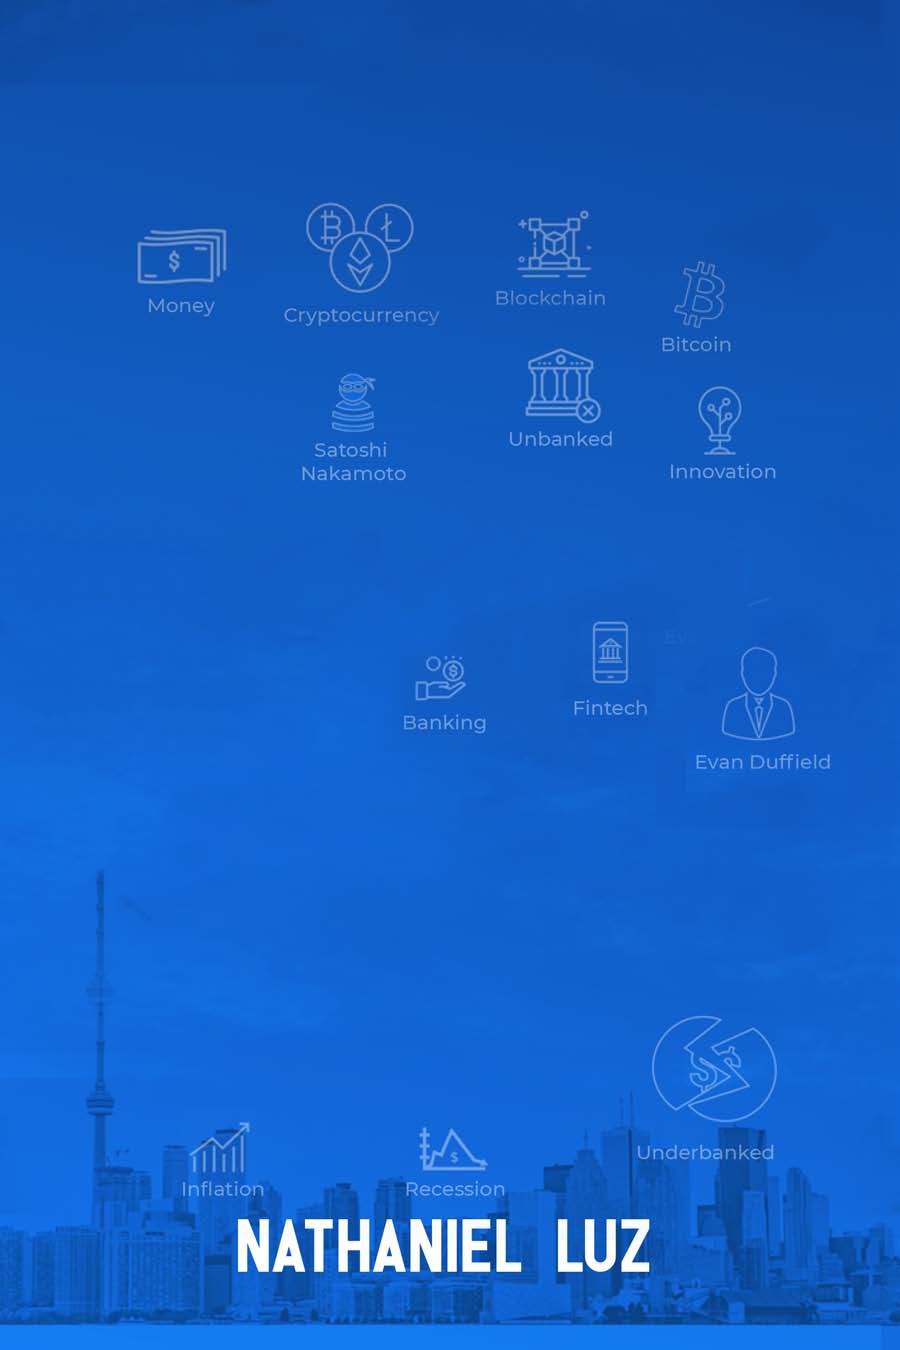 Money
Cryptocurrency
Blockchain
Bitcoin
Satoshi
Nakamoto
Unbanked
Innovation
Banking
Fintech
Evan Duffield
Underbanked
Inflation
Recession
NATHANIEL LUZ